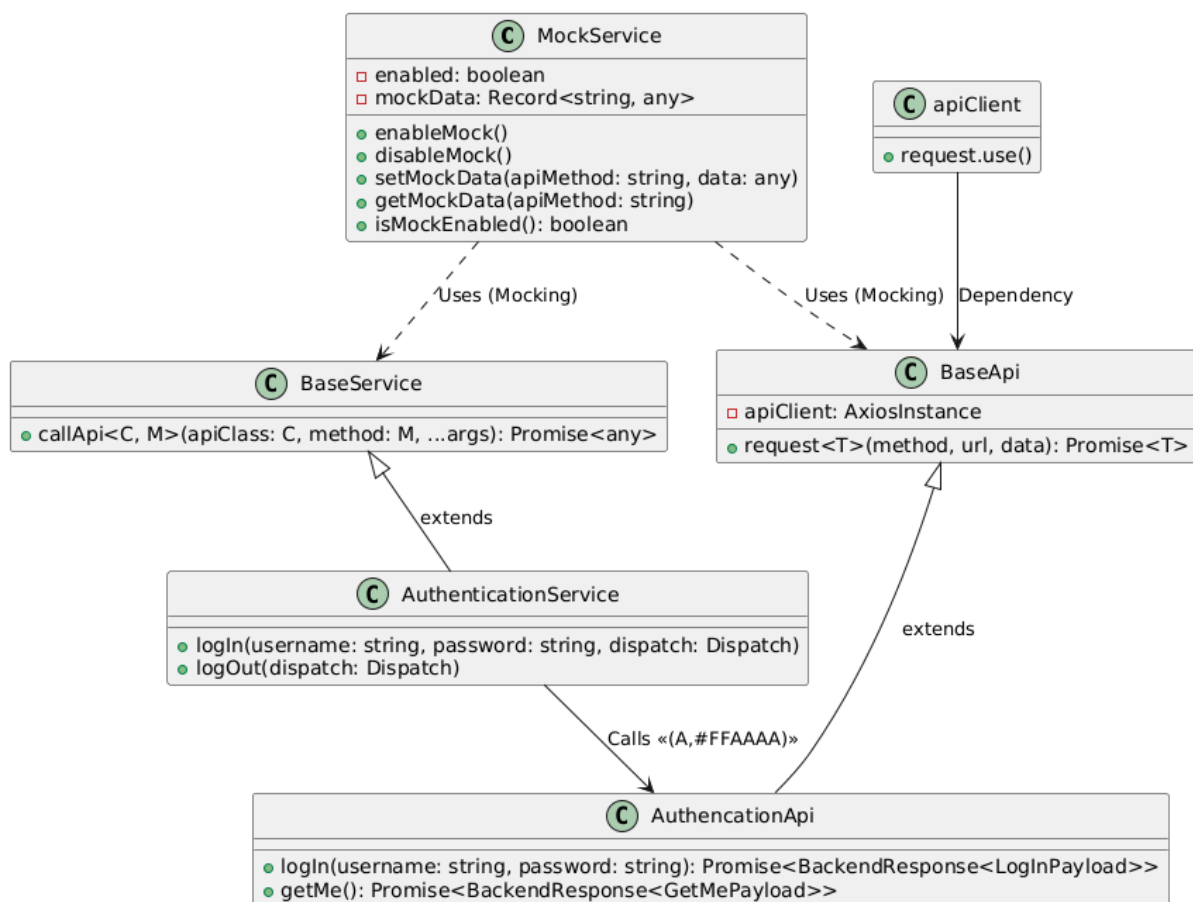 C MockService
enabled: boolean
mockData: Record<string, any>
enableMock()
disableMock()
setMockData(apiMethod: string, data: any)
getMockData(apiMethod: string)
isMockEnabled(): boolean
C apiClient
request.use()
Uses (Mocking)
Uses (Mocking)
Dependency
C BaseService
callApi<C, M>(apiClass: C, method: M, ...args): Promise<any>
C BaseApi
apiClient: AxiosInstance
request<T>(method, url, data): Promise<T>
extends
C AuthenticationService
logIn(username: string, password: string, dispatch: Dispatch)
logOut(dispatch: Dispatch)
extends
Calls «(A,#FFAAAA)»
C AuthencationApi
logIn(username: string, password: string): Promise<BackendResponse<LogInPayload>>
getMe(): Promise<BackendResponse<GetMePayload>>